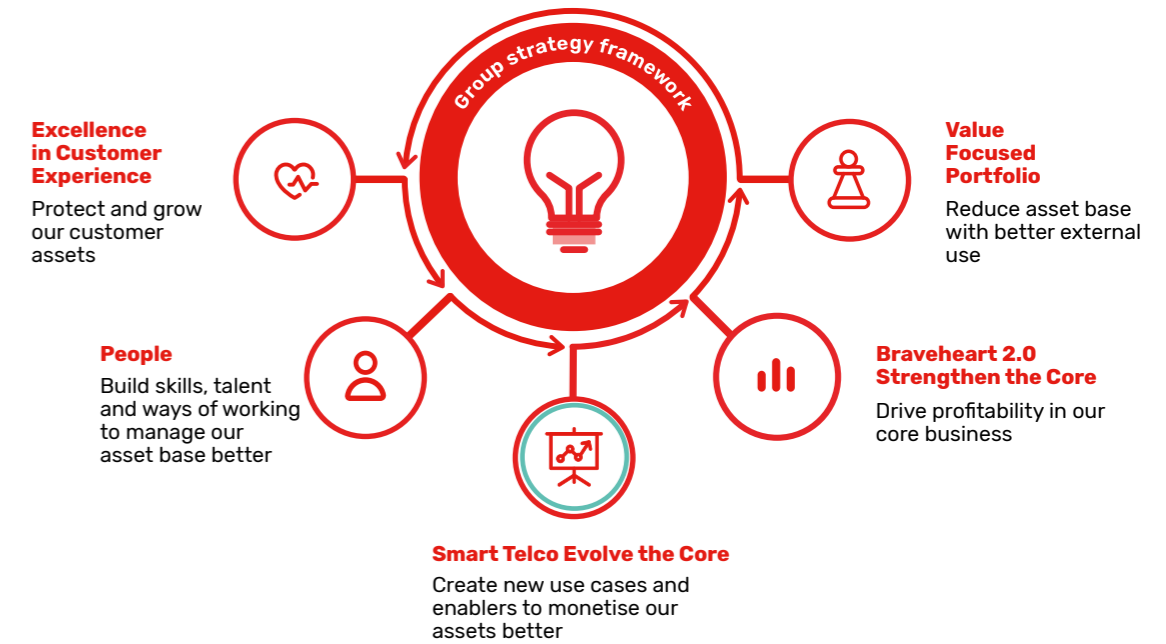 Group strategy framework
Excellence
in Customer
Experience
Protect and grow
our customer
assets
Value
Focused
Portfolio
Reduce asset base
with better external
use
People
Build skills, talent
and ways of working
to manage our
asset base better
Braveheart 2.0
Strengthen the Core
Drive profitability in our
core business
Smart Telco Evolve the Core
Create new use cases and
enablers to monetise our
assets better